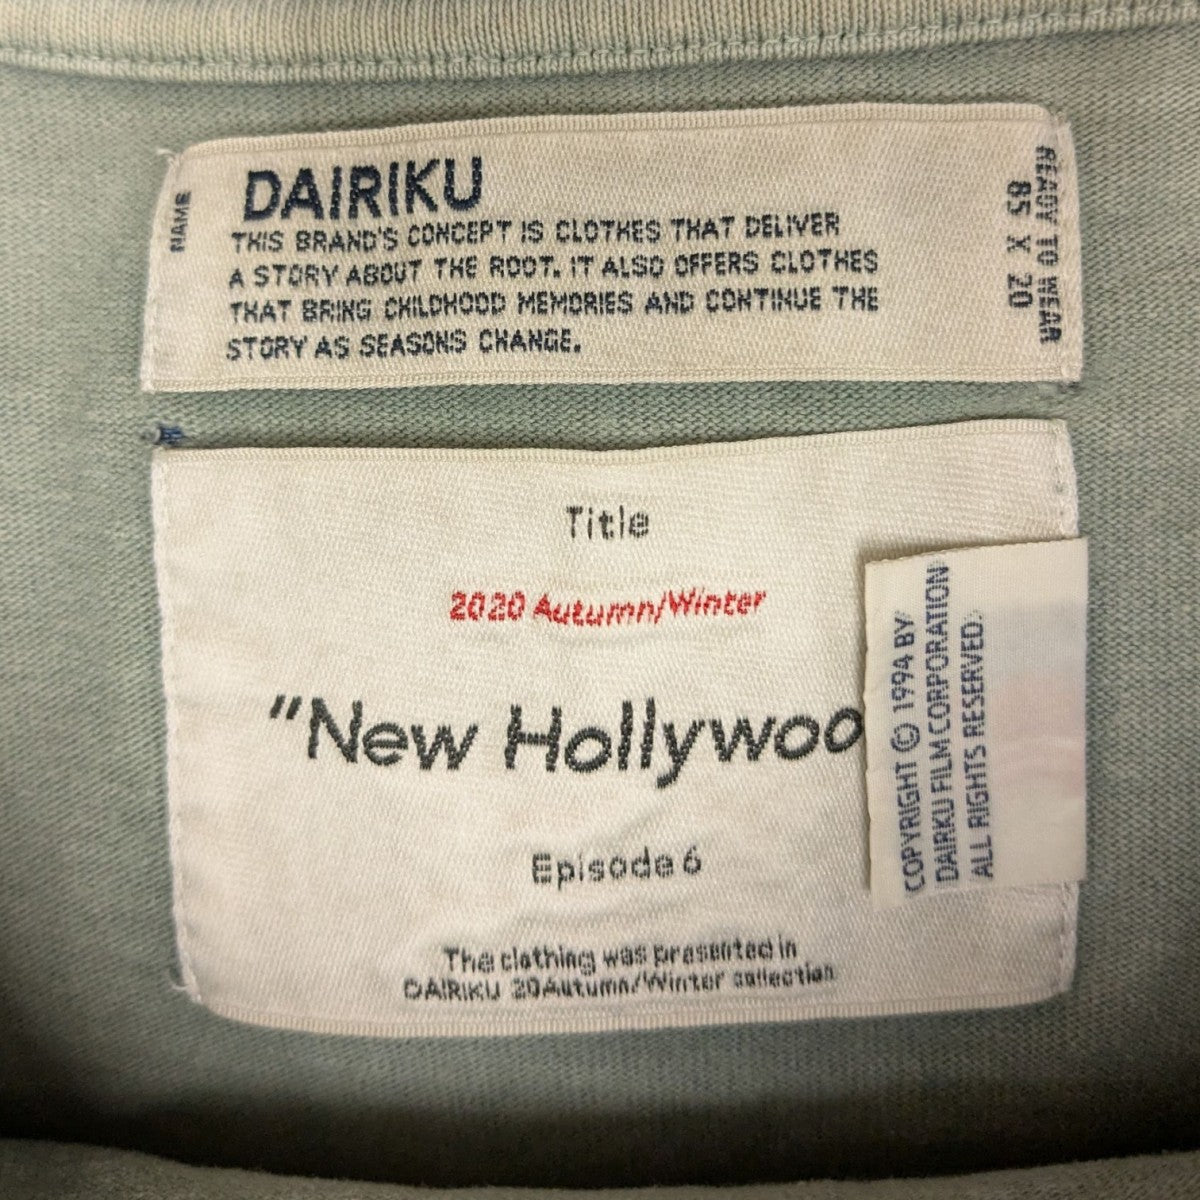 NAME
DAIRIKU
THIS BRAND'S CONCEPT IS CLOTHES THAT DELIVER
A STORY ABOUT THE ROOT. IT ALSO OFFERS CLOTHES
THAT BRING CHILDHOOD MEMORIES AND CONTINUE THE
STORY AS SEASONS CHANGE.
READY TO WEAR
85 X 20
Title
2020 Autumn/Winter
"New Hollywoo
Episode 6
The clothing was presented in
DAIRIKU 20Autumn/Winter collection
COPYRIGHT © 1994 BY
DAIRKU FILM CORPORATION
ALL RIGHTS RESERVED.